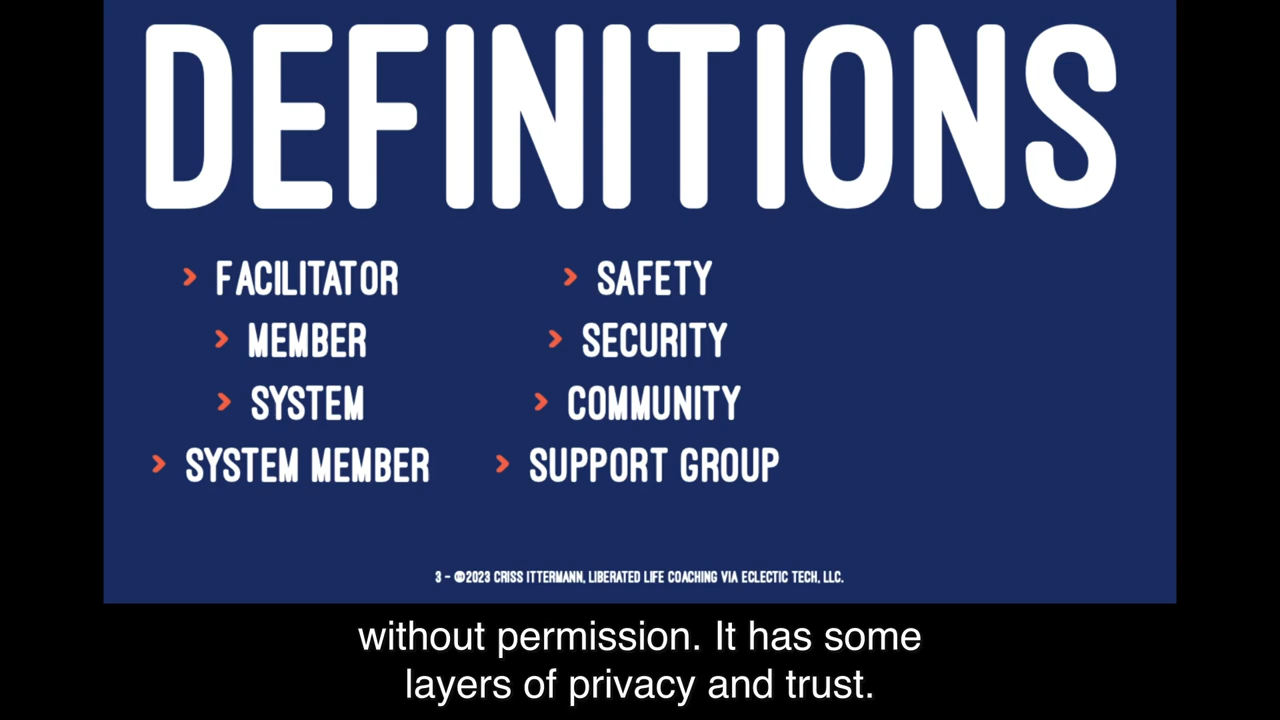 DEFINITIONS
› FACILITATOR
› MEMBER
› SYSTEM
› SYSTEM MEMBER
› SAFETY
› SECURITY
› COMMUNITY
› SUPPORT GROUP
3 - ©2023 CRISS ITTERMANN, LIBERATED LIFE COACHING VIA ECLECTIC TECH, LLC.
without permission. It has some
layers of privacy and trust.